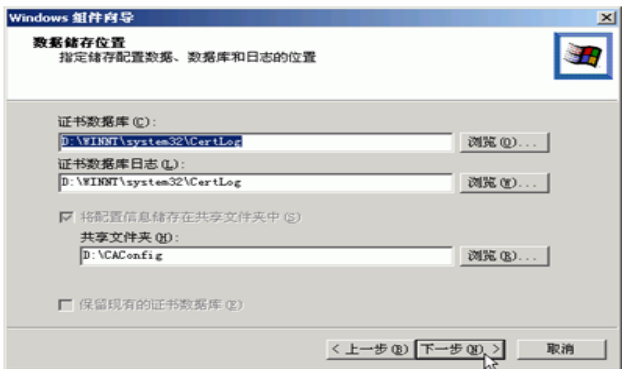 Windows 组件向导
数据储存位置
指定储存配置数据、数据库和日志的位置
证书数据库(C):
D:\WINNT\system32\CertLog 浏览(O)...
证书数据库日志(L):
D:\WINNT\system32\CertLog 浏览(W)...
将配置信息储存在共享文件夹中(S)
共享文件夹(H):
D:\CAConfig 浏览(R)...
保留现有的证书数据库(E)
< 上一步(B) 下一步(N) > 取消